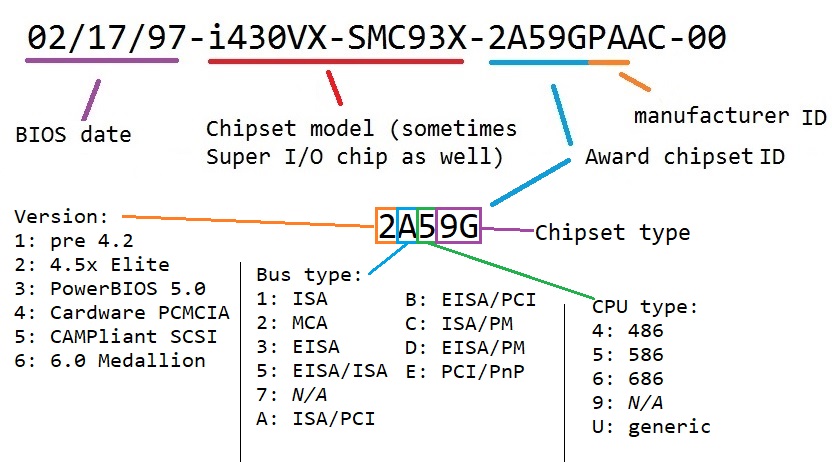 02/17/97-i430VX-SMC93X-2A59GPAAC-00
BIOS date
Chipset model (sometimes
Super I/O chip as well)
manufacturer ID
Award chipset ID
2A59G
Chipset type
Version:
1: pre 4.2
2: 4.5x Elite
3: PowerBIOS 5.0
4: Cardware PCMCIA
5: CAMPliant SCSI
6: 6.0 Medallion
Bus type:
1: ISA
2: MCA
3: EISA
5: EISA/ISA
7: N/A
A: ISA/PCI
B: EISA/PCI
C: ISA/PM
D: EISA/PM
E: PCI/PnP
CPU type:
4: 486
5: 586
6: 686
9: N/A
U: generic